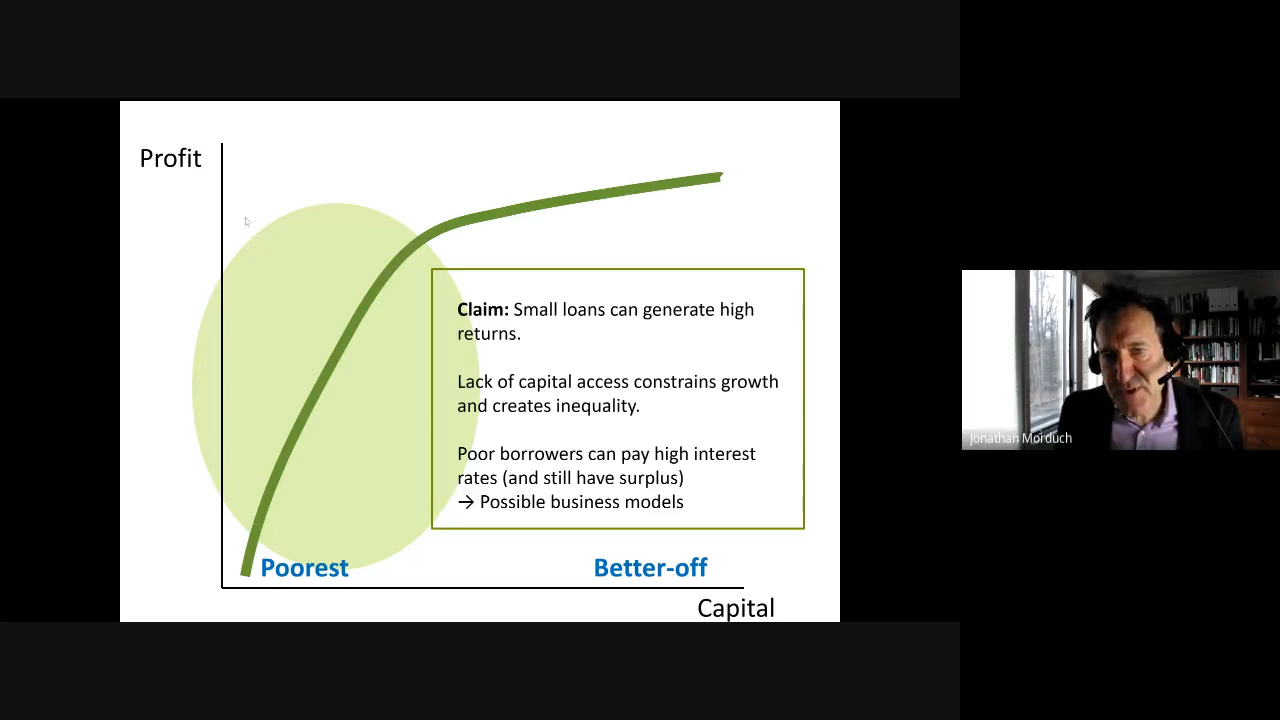 Profit
Claim: Small loans can generate high
returns.
Lack of capital access constrains growth
and creates inequality.
Poor borrowers can pay high interest
rates (and still have surplus)
→ Possible business models
Poorest
Better-off
Capital
Jonathan Morduch